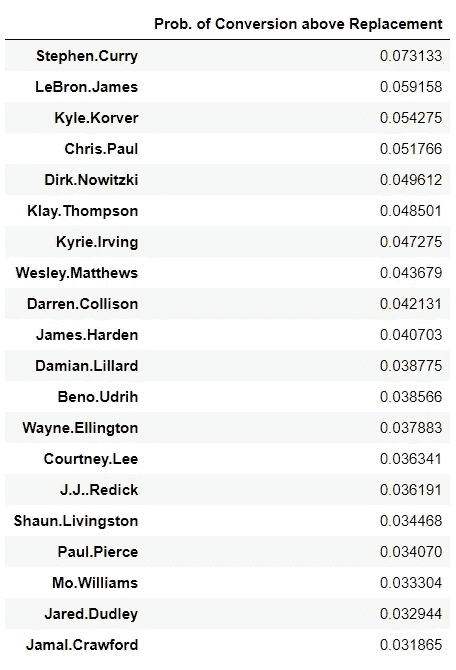 Prob. of Conversion above Replacement
Stephen.Curry 0.073133
LeBron.James 0.059158
Kyle.Korver 0.054275
Chris.Paul 0.051766
Dirk.Nowitzki 0.049612
Klay.Thompson 0.048501
Kyrie.Irving 0.047275
Wesley.Matthews 0.043679
Darren.Collison 0.042131
James.Harden 0.040703
Damian.Lillard 0.038775
Beno.Udrih 0.038566
Wayne.Ellington 0.037883
Courtney.Lee 0.036341
J.J..Redick 0.036191
Shaun.Livingston 0.034468
Paul.Pierce 0.034070
Mo.Williams 0.033304
Jared.Dudley 0.032944
Jamal.Crawford 0.031865